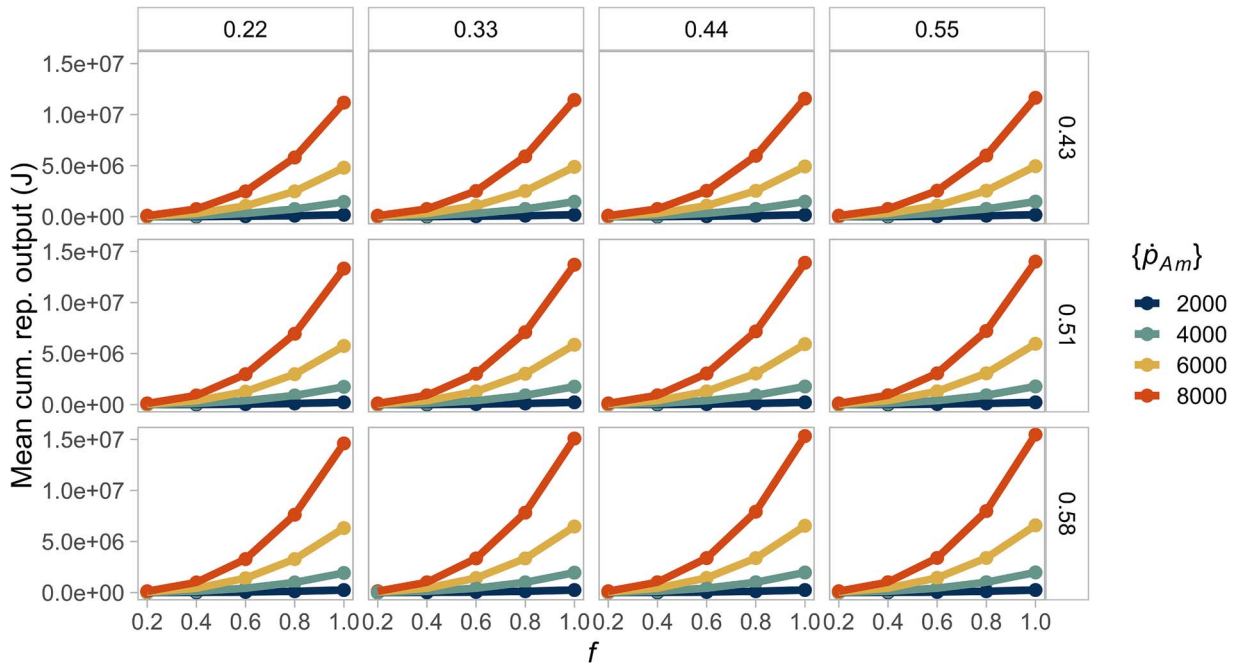 0.22 0.33 0.44 0.55
1.5e+07
1.0e+07
5.0e+06
0.0e+00
0.43
1.5e+07
1.0e+07
5.0e+06
0.0e+00
0.51
1.5e+07
1.0e+07
5.0e+06
0.0e+00
0.58
Mean cum. rep. output (J)
0.2 0.4 0.6 0.8 1.0 0.2 0.4 0.6 0.8 1.0 0.2 0.4 0.6 0.8 1.0 0.2 0.4 0.6 0.8 1.0
f
{ṗAm}
2000
4000
6000
8000